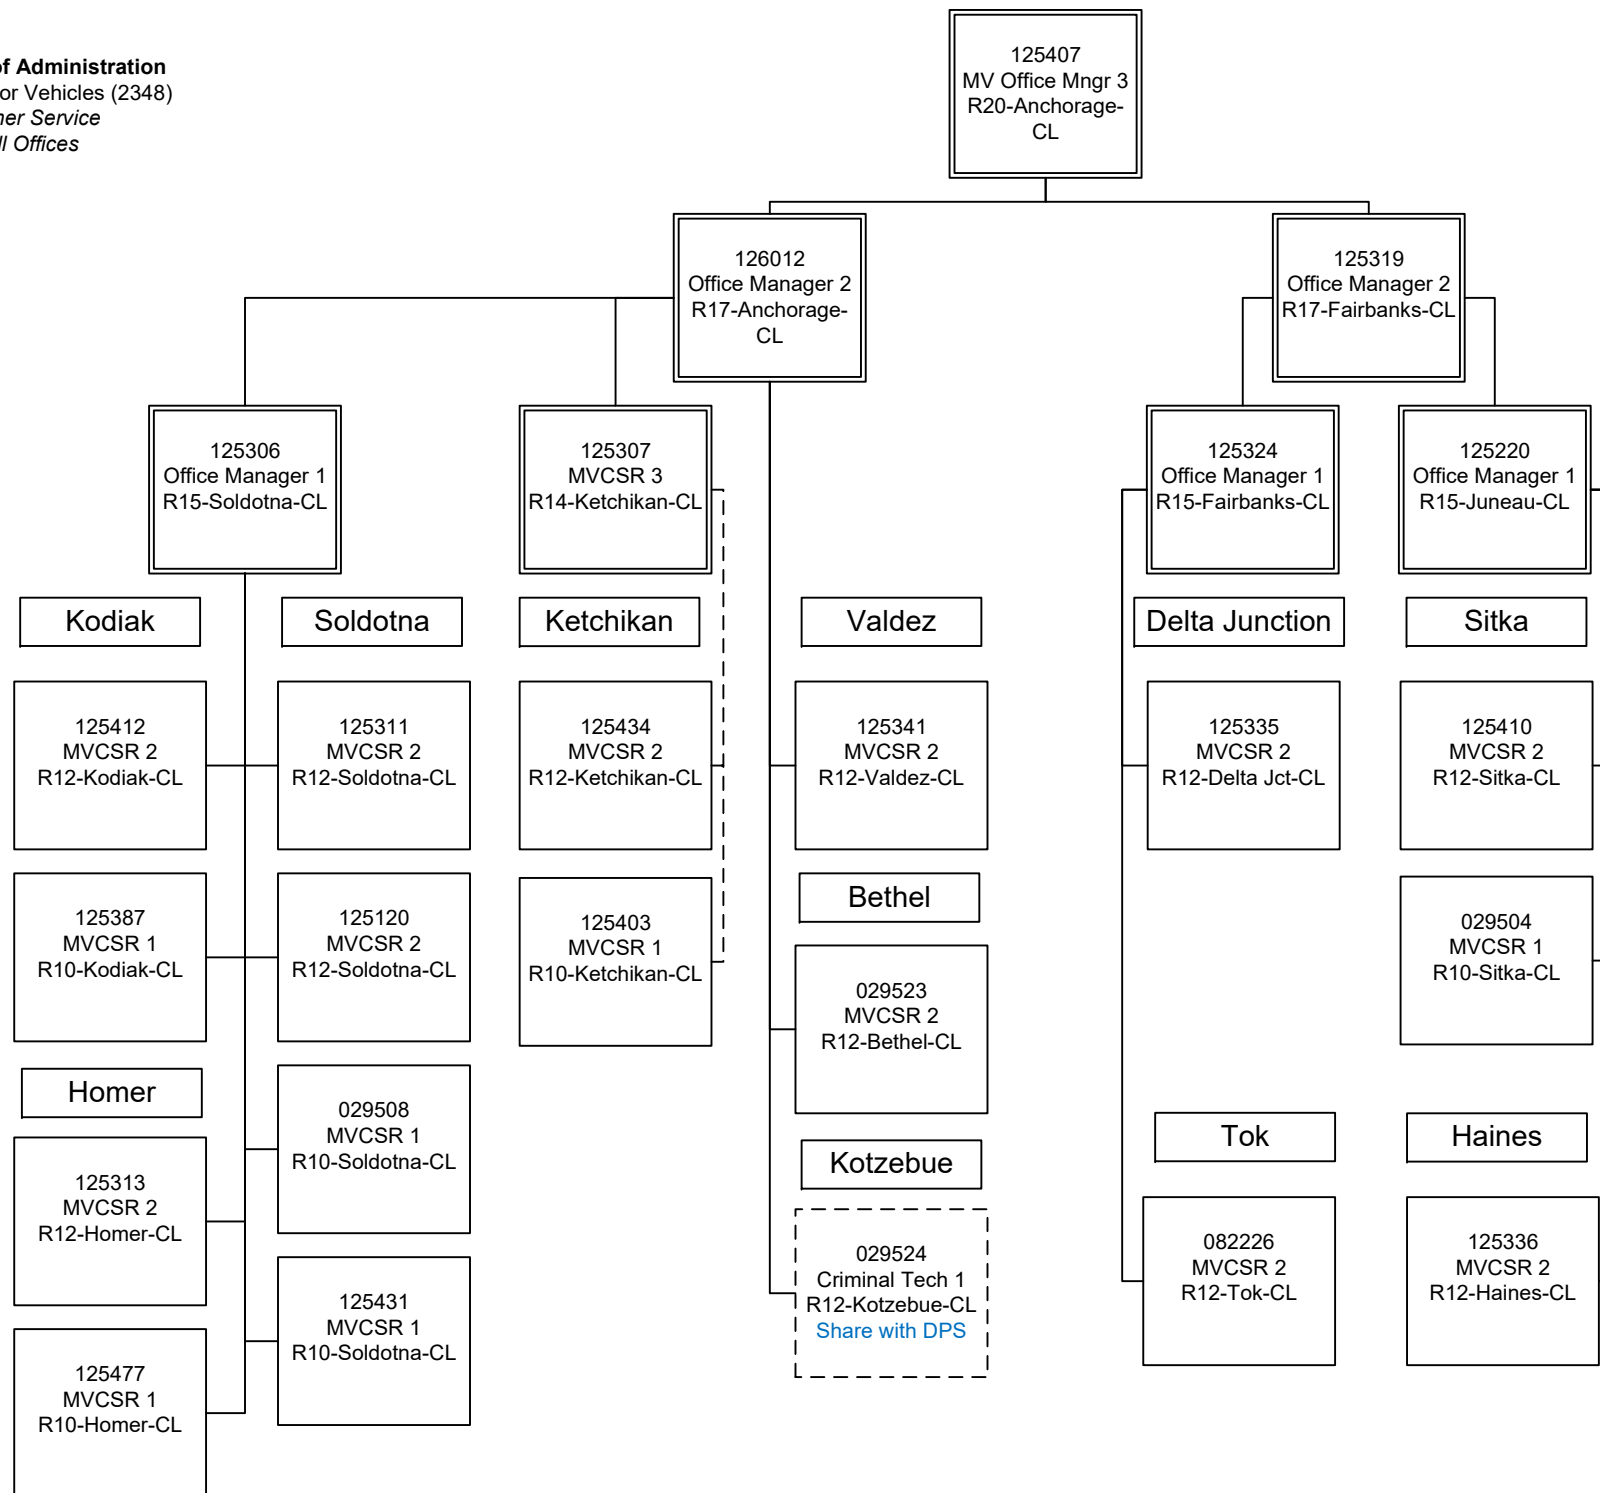 of Administration
or Vehicles (2348)
ner Service
ll Offices
125407
MV Office Mngr 3
R20-Anchorage-
CL
126012
Office Manager 2
R17-Anchorage-
CL
125319
Office Manager 2
R17-Fairbanks-CL
125306
Office Manager 1
R15-Soldotna-CL
125307
MVCSR 3
R14-Ketchikan-CL
125324
Office Manager 1
R15-Fairbanks-CL
125220
Office Manager 1
R15-Juneau-CL
Kodiak
125412
MVCSR 2
R12-Kodiak-CL
125387
MVCSR 1
R10-Kodiak-CL
Homer
125313
MVCSR 2
R12-Homer-CL
125477
MVCSR 1
R10-Homer-CL
Soldotna
125311
MVCSR 2
R12-Soldotna-CL
125120
MVCSR 2
R12-Soldotna-CL
029508
MVCSR 1
R10-Soldotna-CL
125431
MVCSR 1
R10-Soldotna-CL
Ketchikan
125434
MVCSR 2
R12-Ketchikan-CL
125403
MVCSR 1
R10-Ketchikan-CL
Valdez
125341
MVCSR 2
R12-Valdez-CL
Bethel
029523
MVCSR 2
R12-Bethel-CL
Kotzebue
029524
Criminal Tech 1
R12-Kotzebue-CL
Share with DPS
Delta Junction
125335
MVCSR 2
R12-Delta Jct-CL
Tok
082226
MVCSR 2
R12-Tok-CL
Sitka
125410
MVCSR 2
R12-Sitka-CL
029504
MVCSR 1
R10-Sitka-CL
Haines
125336
MVCSR 2
R12-Haines-CL